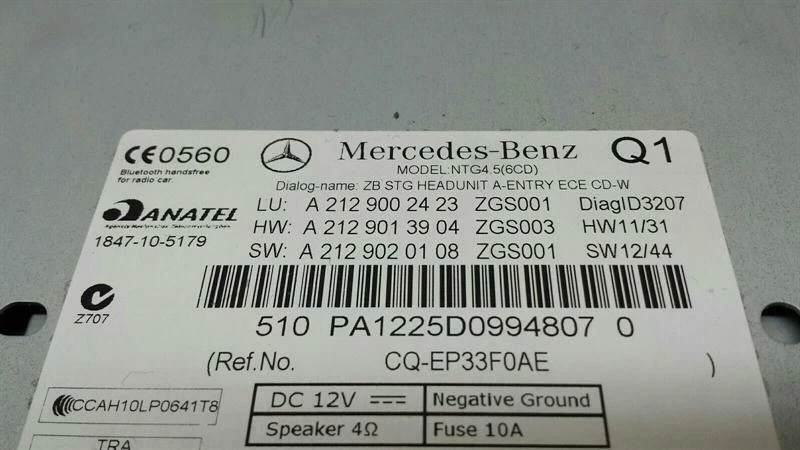 CE0560 Mercedes-Benz Q1
Bluetooth handsfree
for radio car.
MODEL:NTG4.5(6CD)
Dialog-name: ZB STG HEADUNIT A-ENTRY ECE CD-W
ANATEL
1847-10-5179
LU: A 212 900 24 23 ZGS001 DiagID3207
HW: A 212 901 39 04 ZGS003 HW11/31
SW: A 212 902 01 08 ZGS001 SW12/44
Z707
510 PA1225D0994807 0
(Ref.No. CQ-EP33F0AE )
CCAH10LP0641T8
DC 12V Negative Ground
Speaker 4Ω Fuse 10A
TRA